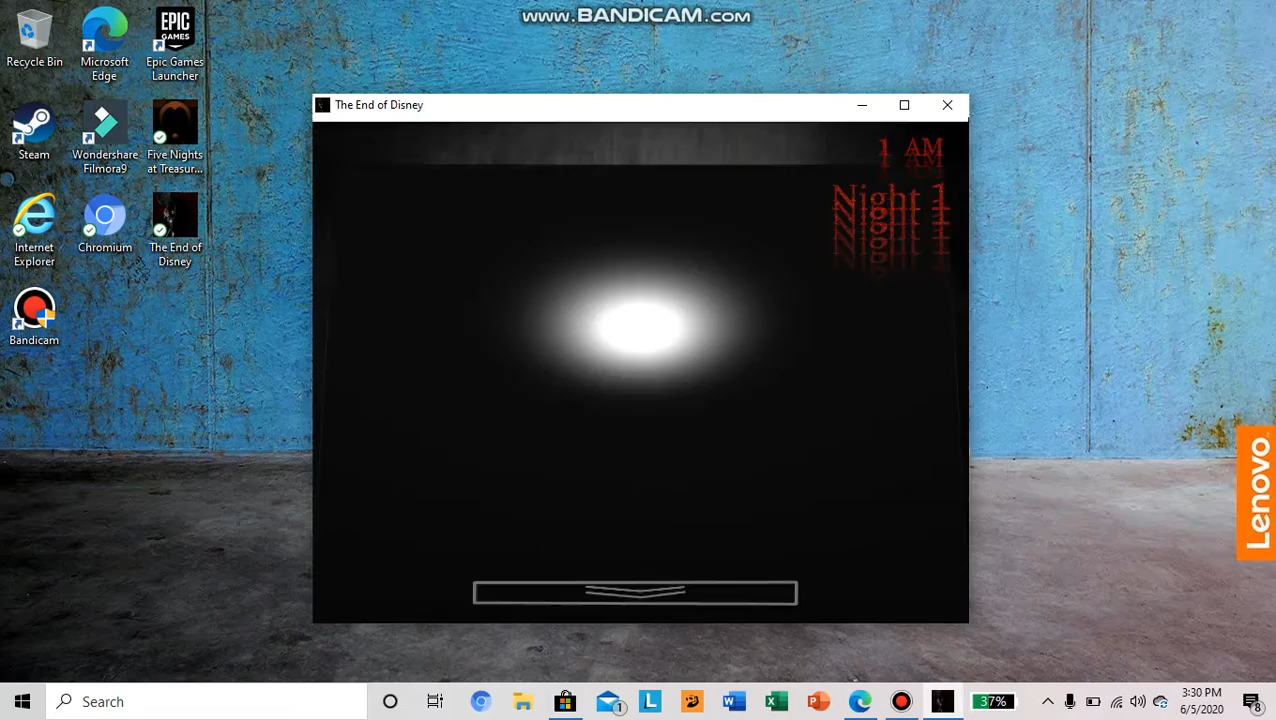 www.BANDICAM.com
Recycle Bin
Microsoft
Edge
EPIC
GAMES
Epic Games
Launcher
Steam
Wondershare
Filmora9
Five Nights
at Treasur...
Internet
Explorer
Chromium
The End of
Disney
Bandicam
The End of Disney
1 AM
Night 1
Lenovo
Search
1
L
W
X
P
37%
3:30 PM
6/5/2020
8